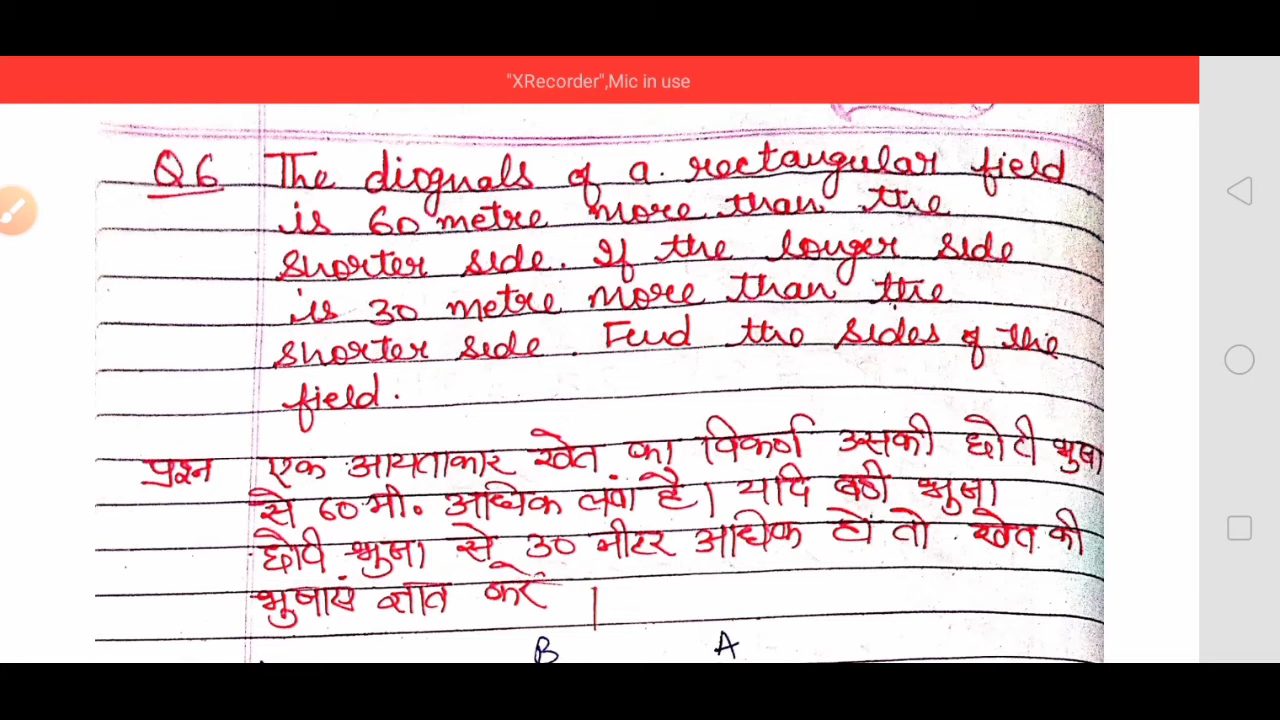 "XRecorder",Mic in use
Q6 The diognals of a rectangular field
is 60 metre more than the
shorter side. If the longer side
is 30 metre more than the
shorter side. Find the sides of the
field.
प्रश्न एक आयताकार खेत का विकर्ण उसकी छोटी भुजा
से 60 मी० अधिक लंबा है। यदि बडी भुजा
छोटी भुजा से 30 मीटर अधिक हो तो खेत की
भुजाएं ज्ञात करें |
B A